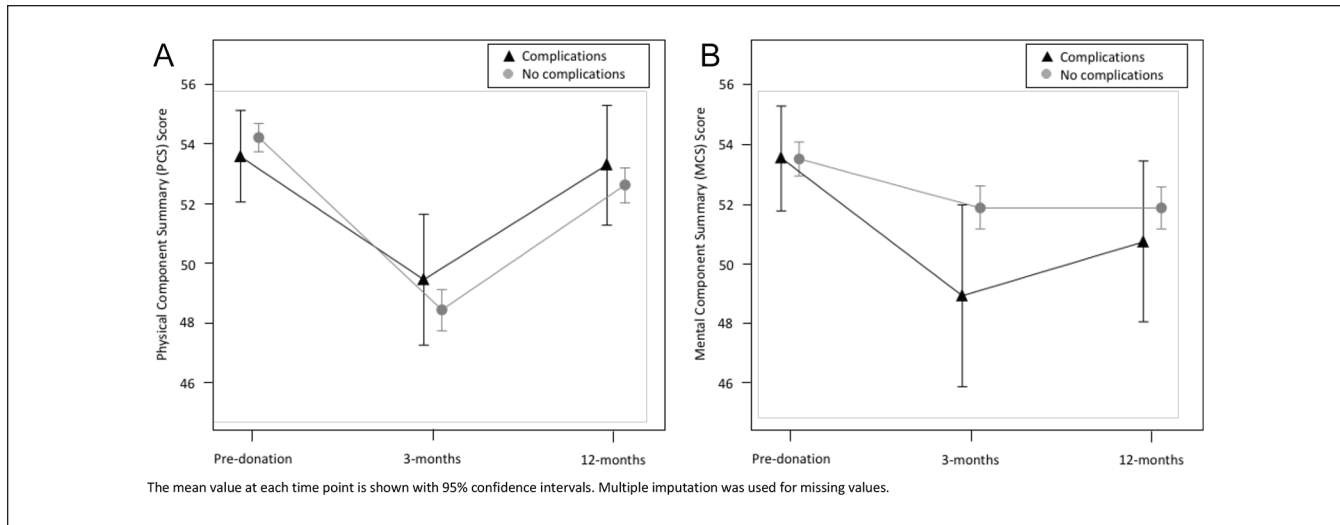 A
Complications
No complications
Physical Component Summary (PCS) Score
56
54
52
50
48
46
Pre-donation
3-months
12-months
B
Complications
No complications
Mental Component Summary (MCS) Score
56
54
52
50
48
46
Pre-donation
3-months
12-months
The mean value at each time point is shown with 95% confidence intervals. Multiple imputation was used for missing values.